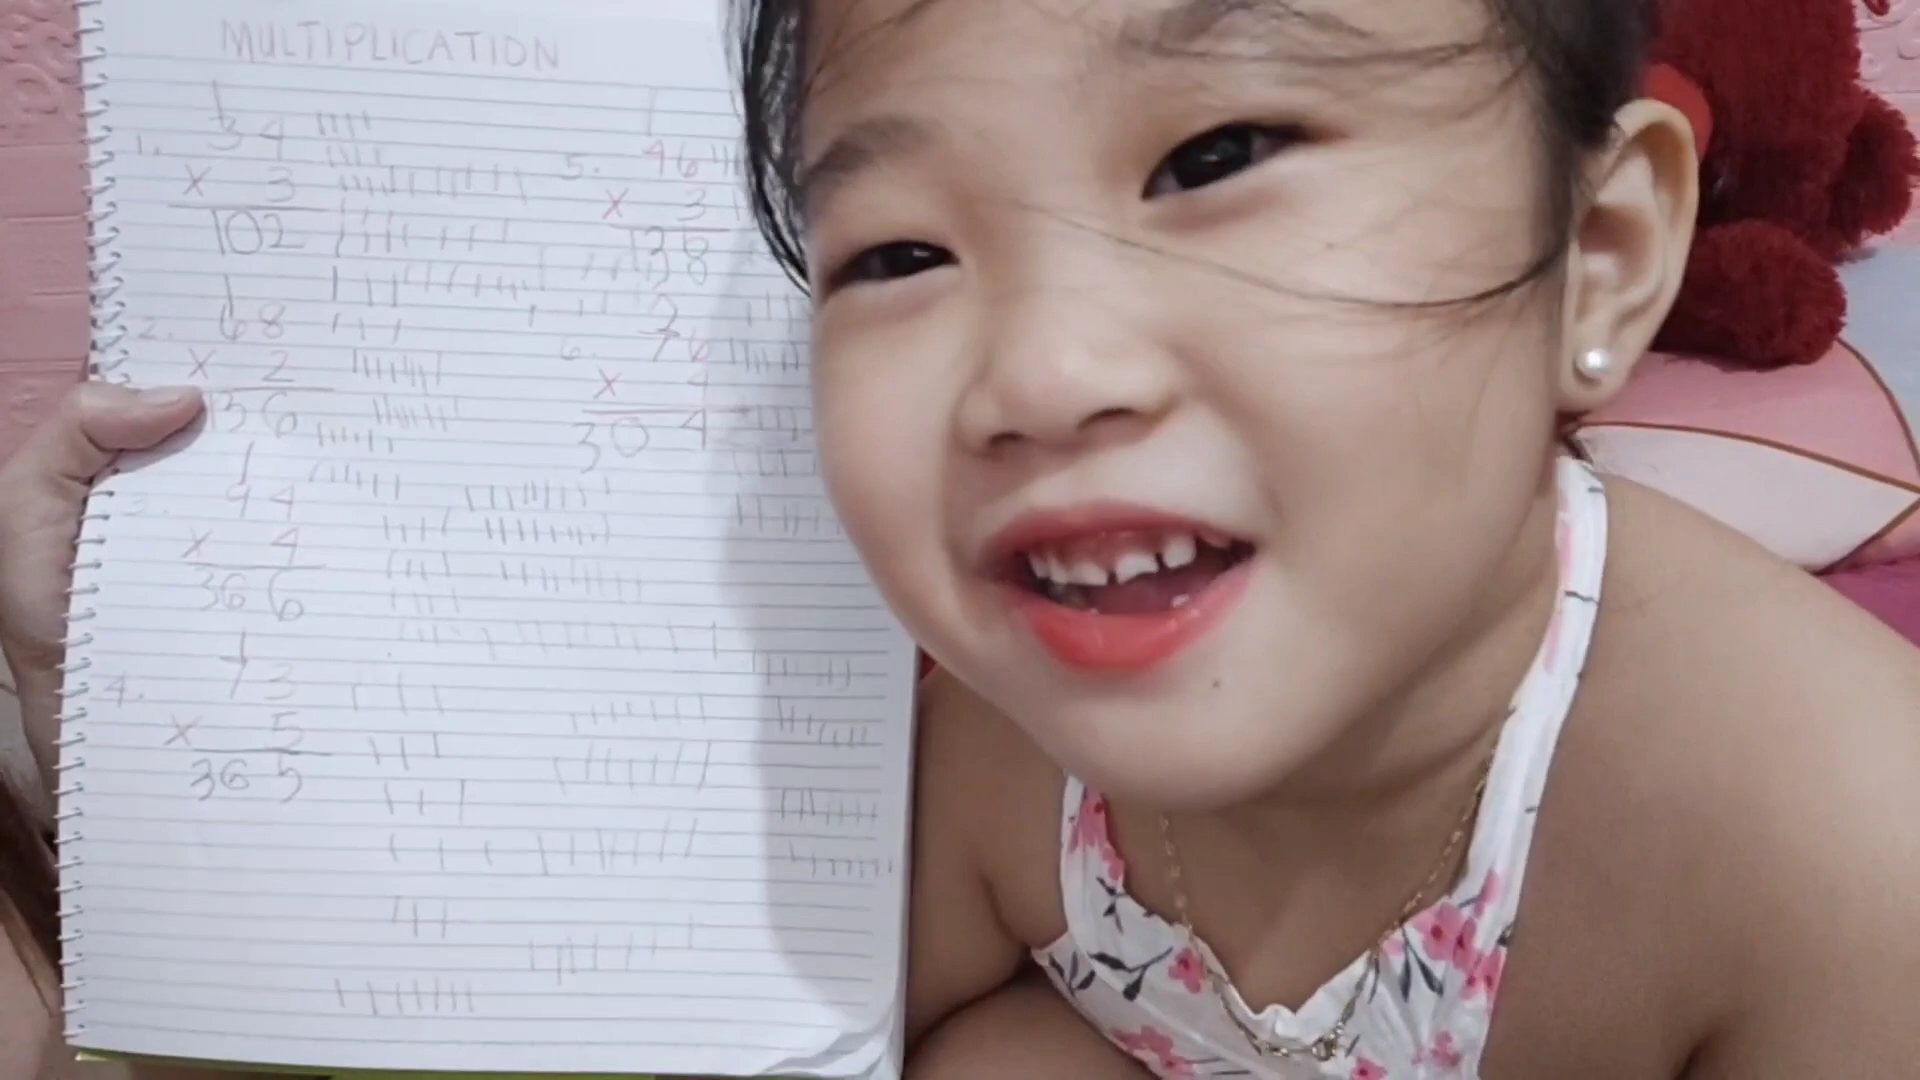 MULTIPLICATION
1
1. 34
x 3
102
1
2. 68
x 2
136
1
3. 94
x 4
366
1
4. 73
x 5
365
1
5. 46
x 3
138
2
6. 76
x 4
304